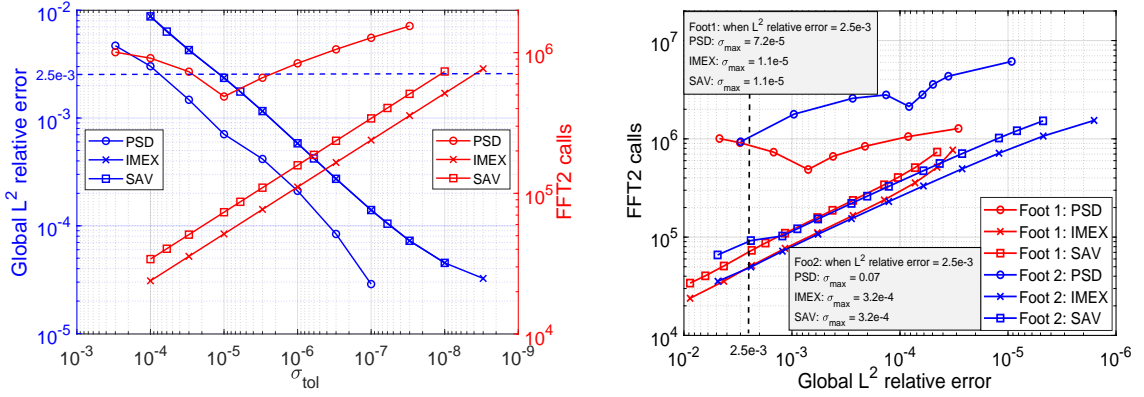 10^-2
10^-3
10^-4
10^-5
2.5e-3
Global L^2 relative error
PSD
IMEX
SAV
PSD
IMEX
SAV
10^6
10^5
10^4
FFT2 calls
10^-3
10^-4
10^-5
10^-6
10^-7
10^-8
10^-9
σ_tol
10^7
10^6
10^5
10^4
FFT2 calls
Foot1: when L^2 relative error = 2.5e-3
PSD: σ_max = 7.2e-5
IMEX: σ_max = 1.1e-5
SAV: σ_max = 1.1e-5
Foo2: when L^2 relative error = 2.5e-3
PSD: σ_max = 0.07
IMEX: σ_max = 3.2e-4
SAV: σ_max = 3.2e-4
Foot 1: PSD
Foot 1: IMEX
Foot 1: SAV
Foot 2: PSD
Foot 2: IMEX
Foot 2: SAV
10^-2
2.5e-3
10^-3
10^-4
10^-5
10^-6
Global L^2 relative error